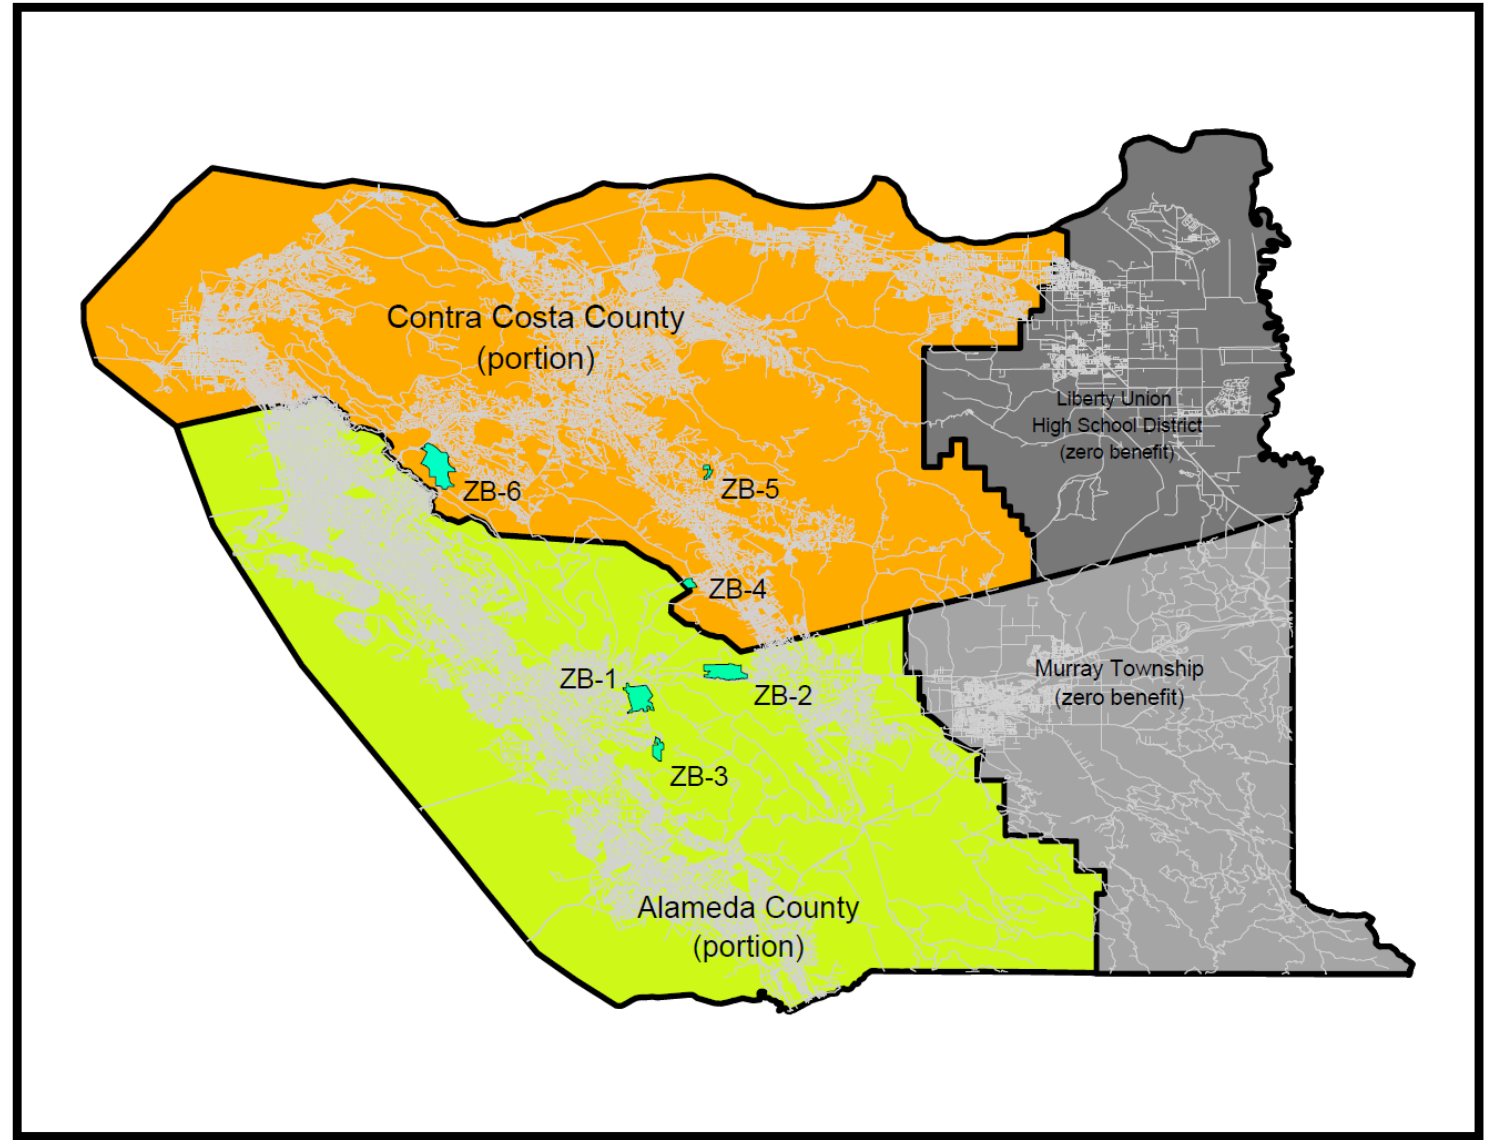 Contra Costa County
(portion)
Liberty Union
High School District
(zero benefit)
ZB-6
ZB-5
ZB-4
Murray Township
(zero benefit)
ZB-1
ZB-2
ZB-3
Alameda County
(portion)